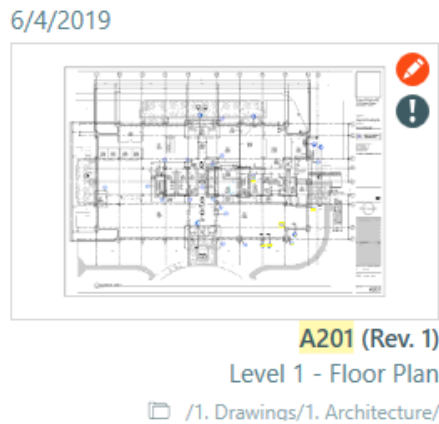 6/4/2019
A201 (Rev. 1)
Level 1 - Floor Plan
/1. Drawings/1. Architecture/